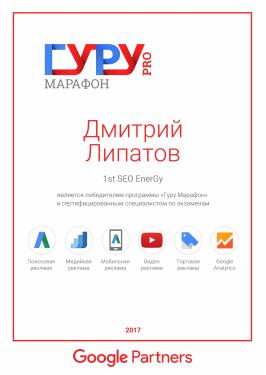 ГУРУ PRO
МАРАФОН
Дмитрий
Липатов
1st SEO EnerGy
является победителем программы «Гуру Марафон»
и сертифицированным специалистом по экзаменам
Поисковая реклама
Медийная реклама
Мобильная реклама
Видео реклама
Торговая реклама
Google Analytics
2017
Google Partners